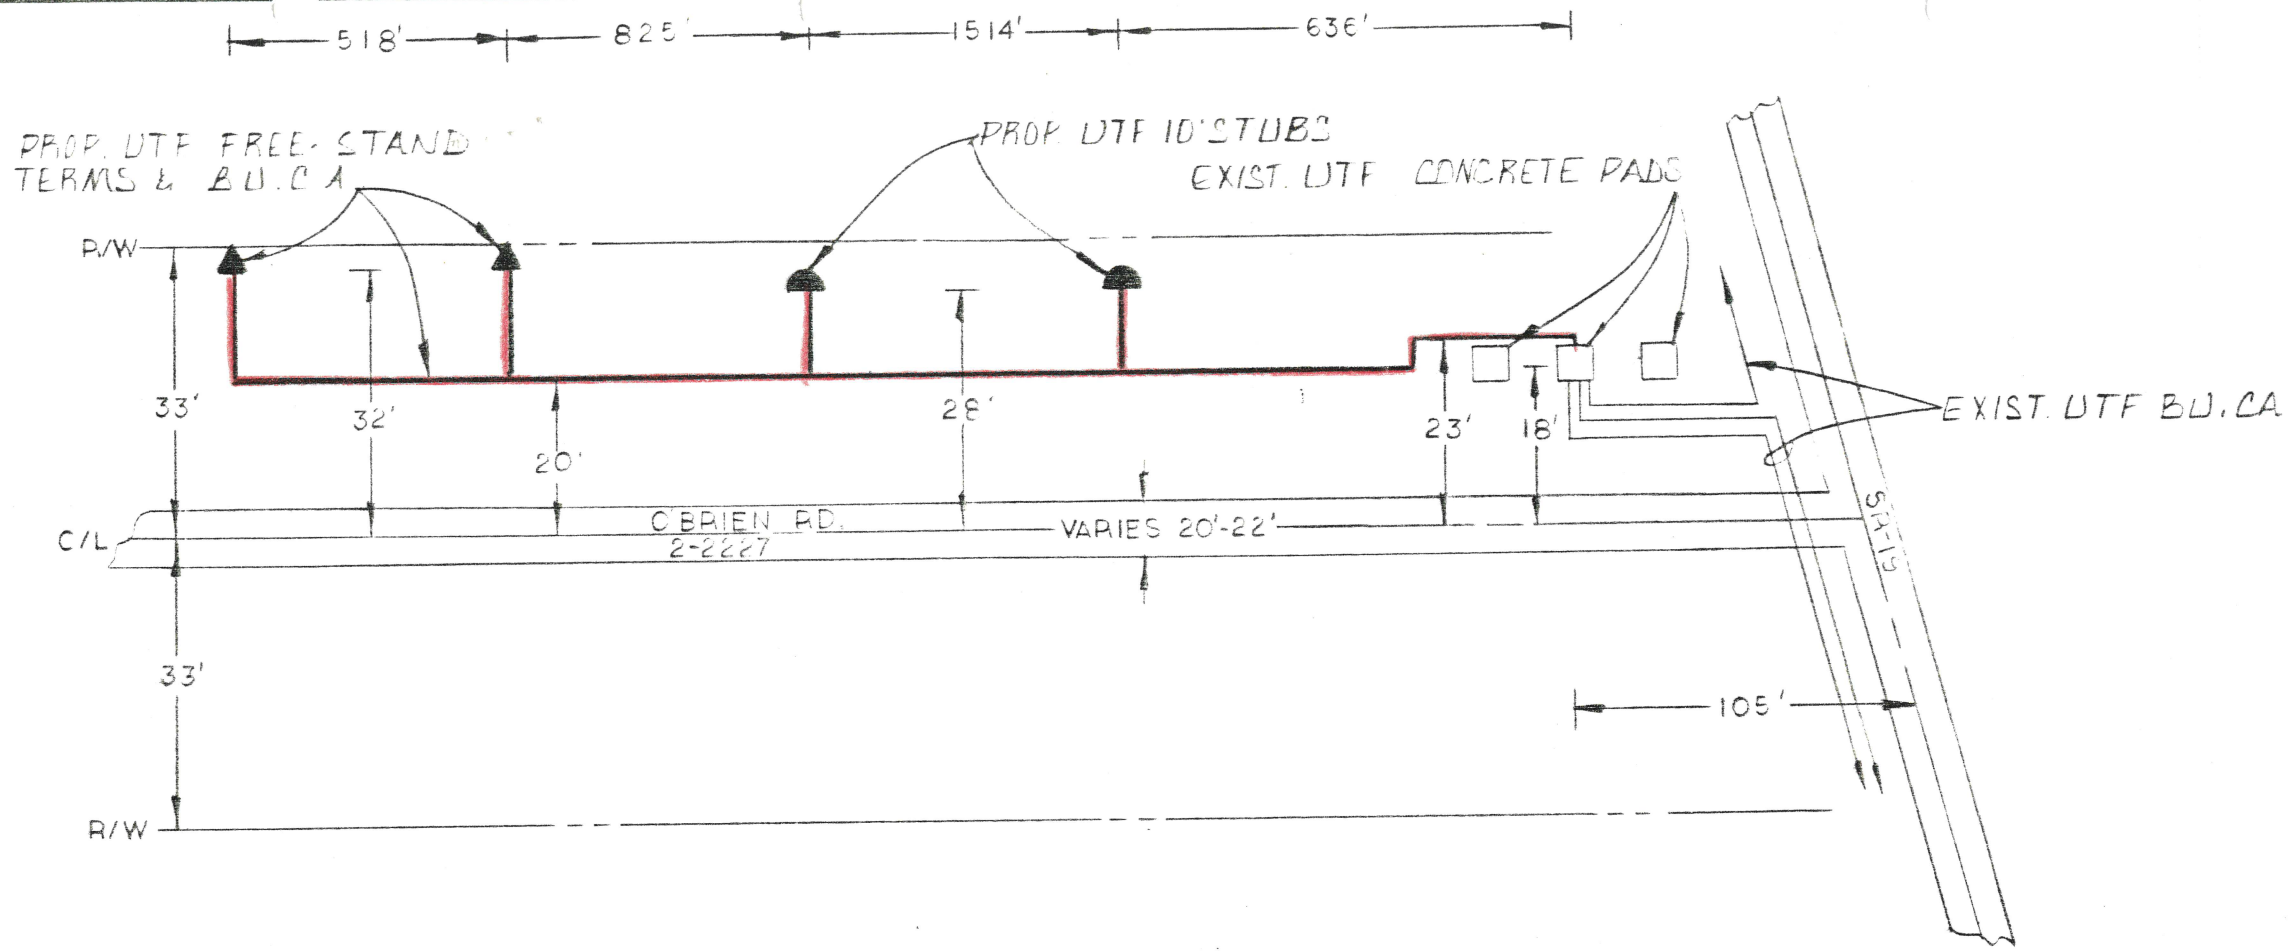 518' 825' 1514' 636'
PROP. UTF FREE-STAND
TERMS & BU.CA
PROP. UTF 10' STUBS
EXIST. UTF CONCRETE PADS
R/W
33'
32'
20'
28'
23'
18'
EXIST. UTF BU.CA
C/L
O'BRIEN RD.
2-2227
VARIES 20'-22'
SR-19
33'
105'
R/W